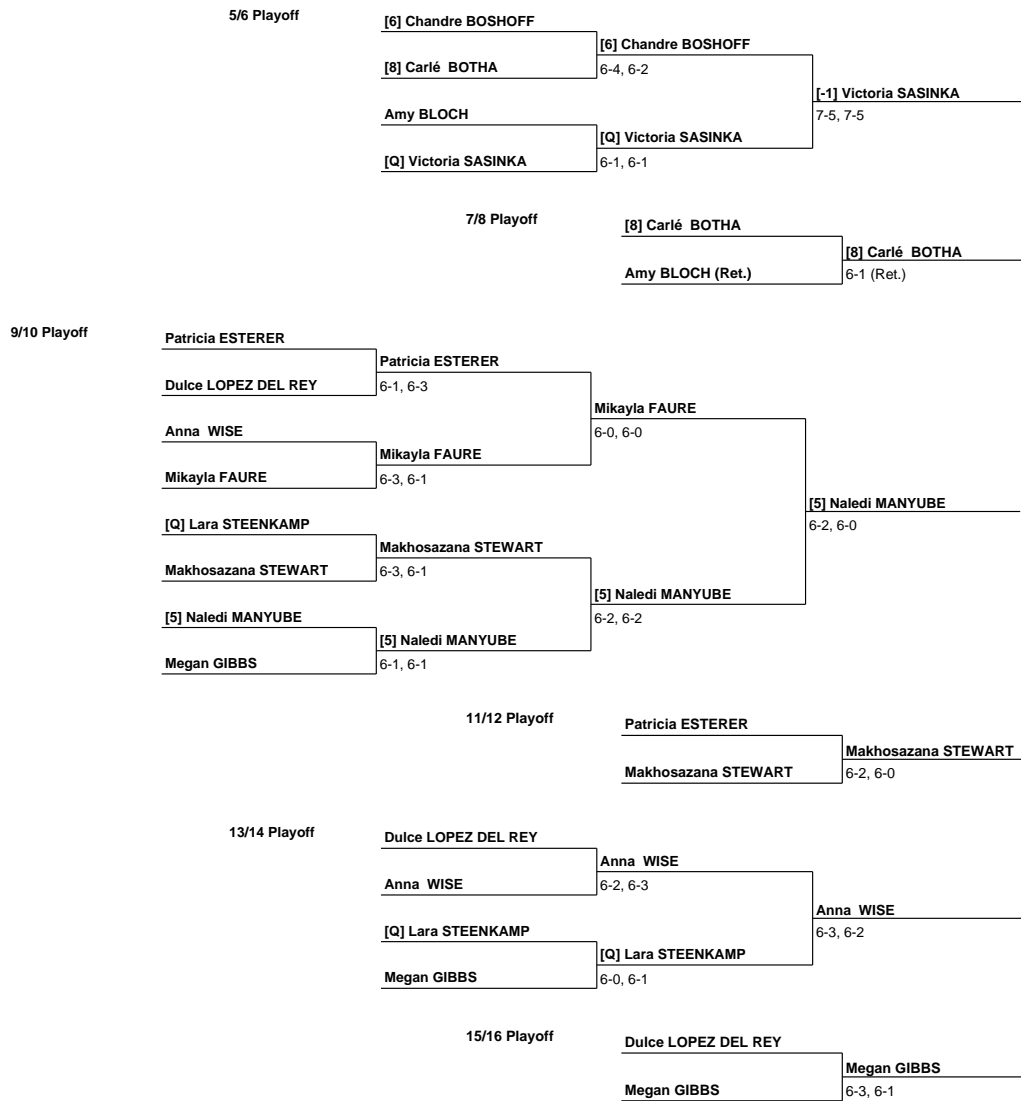 5/6 Playoff
[6] Chandre BOSHOFF
[6] Chandre BOSHOFF
[8] Carlé  BOTHA
6-4, 6-2
[-1] Victoria SASINKA
Amy BLOCH
7-5, 7-5
[Q] Victoria SASINKA
[Q] Victoria SASINKA
6-1, 6-1
7/8 Playoff
[8] Carlé  BOTHA
[8] Carlé  BOTHA
Amy BLOCH (Ret.)
6-1 (Ret.)
9/10 Playoff
Patricia ESTERER
Patricia ESTERER
Dulce LOPEZ DEL REY
6-1, 6-3
Mikayla FAURE
Anna  WISE
6-0, 6-0
Mikayla FAURE
Mikayla FAURE
6-3, 6-1
[5] Naledi MANYUBE
[Q] Lara STEENKAMP
6-2, 6-0
Makhosazana STEWART
Makhosazana STEWART
6-3, 6-1
[5] Naledi MANYUBE
[5] Naledi MANYUBE
6-2, 6-2
[5] Naledi MANYUBE
Megan GIBBS
6-1, 6-1
11/12 Playoff
Patricia ESTERER
Makhosazana STEWART
Makhosazana STEWART
6-2, 6-0
13/14 Playoff
Dulce LOPEZ DEL REY
Anna  WISE
Anna  WISE
6-2, 6-3
Anna  WISE
[Q] Lara STEENKAMP
6-3, 6-2
[Q] Lara STEENKAMP
Megan GIBBS
6-0, 6-1
15/16 Playoff
Dulce LOPEZ DEL REY
Megan GIBBS
Megan GIBBS
6-3, 6-1